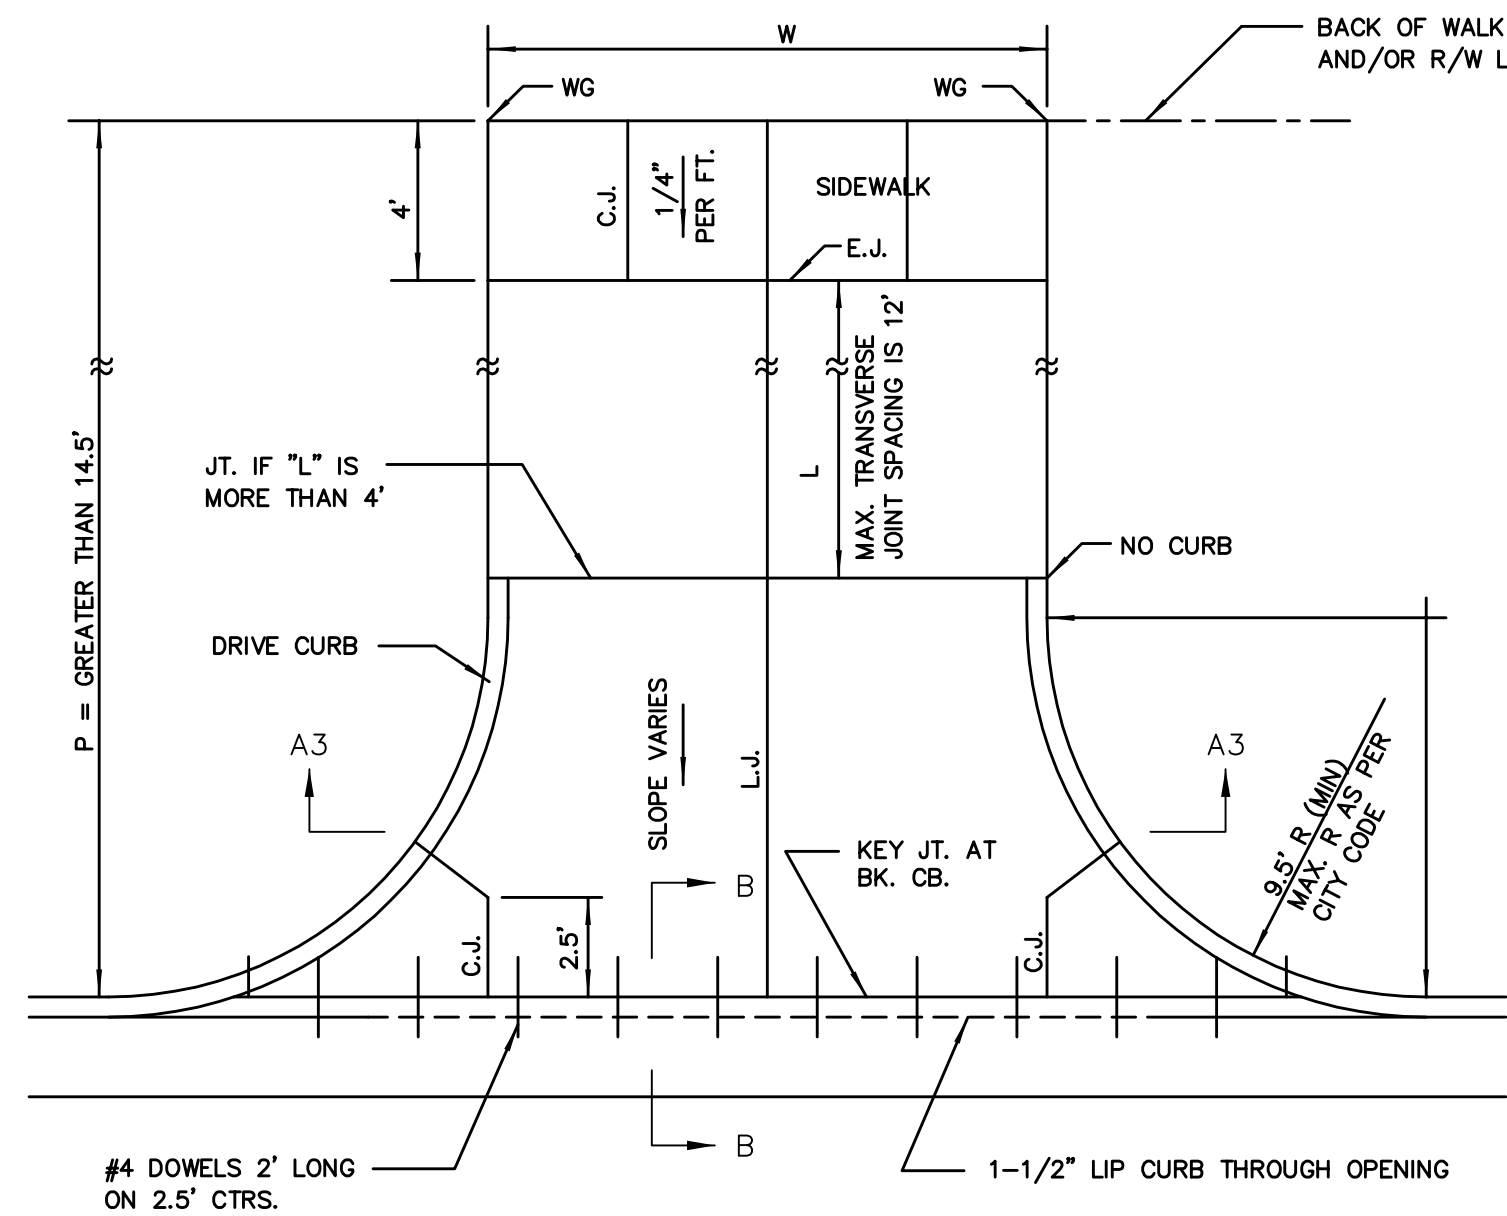 W
BACK OF WALK
AND/OR R/W L
WG
WG
4'
C.J.
1/4"
PER FT.
SIDEWALK
E.J.
P = GREATER THAN 14.5'
JT. IF "L" IS
MORE THAN 4'
L
MAX. TRANSVERSE
JOINT SPACING IS 12'
NO CURB
DRIVE CURB
SLOPE VARIES
A3
A3
L.J.
9.5' R (MIN)
MAX. R AS PER
CITY CODE
KEY JT. AT
BK. CB.
B
C.J.
2.5'
C.J.
B
#4 DOWELS 2' LONG
ON 2.5' CTRS.
1-1/2" LIP CURB THROUGH OPENING